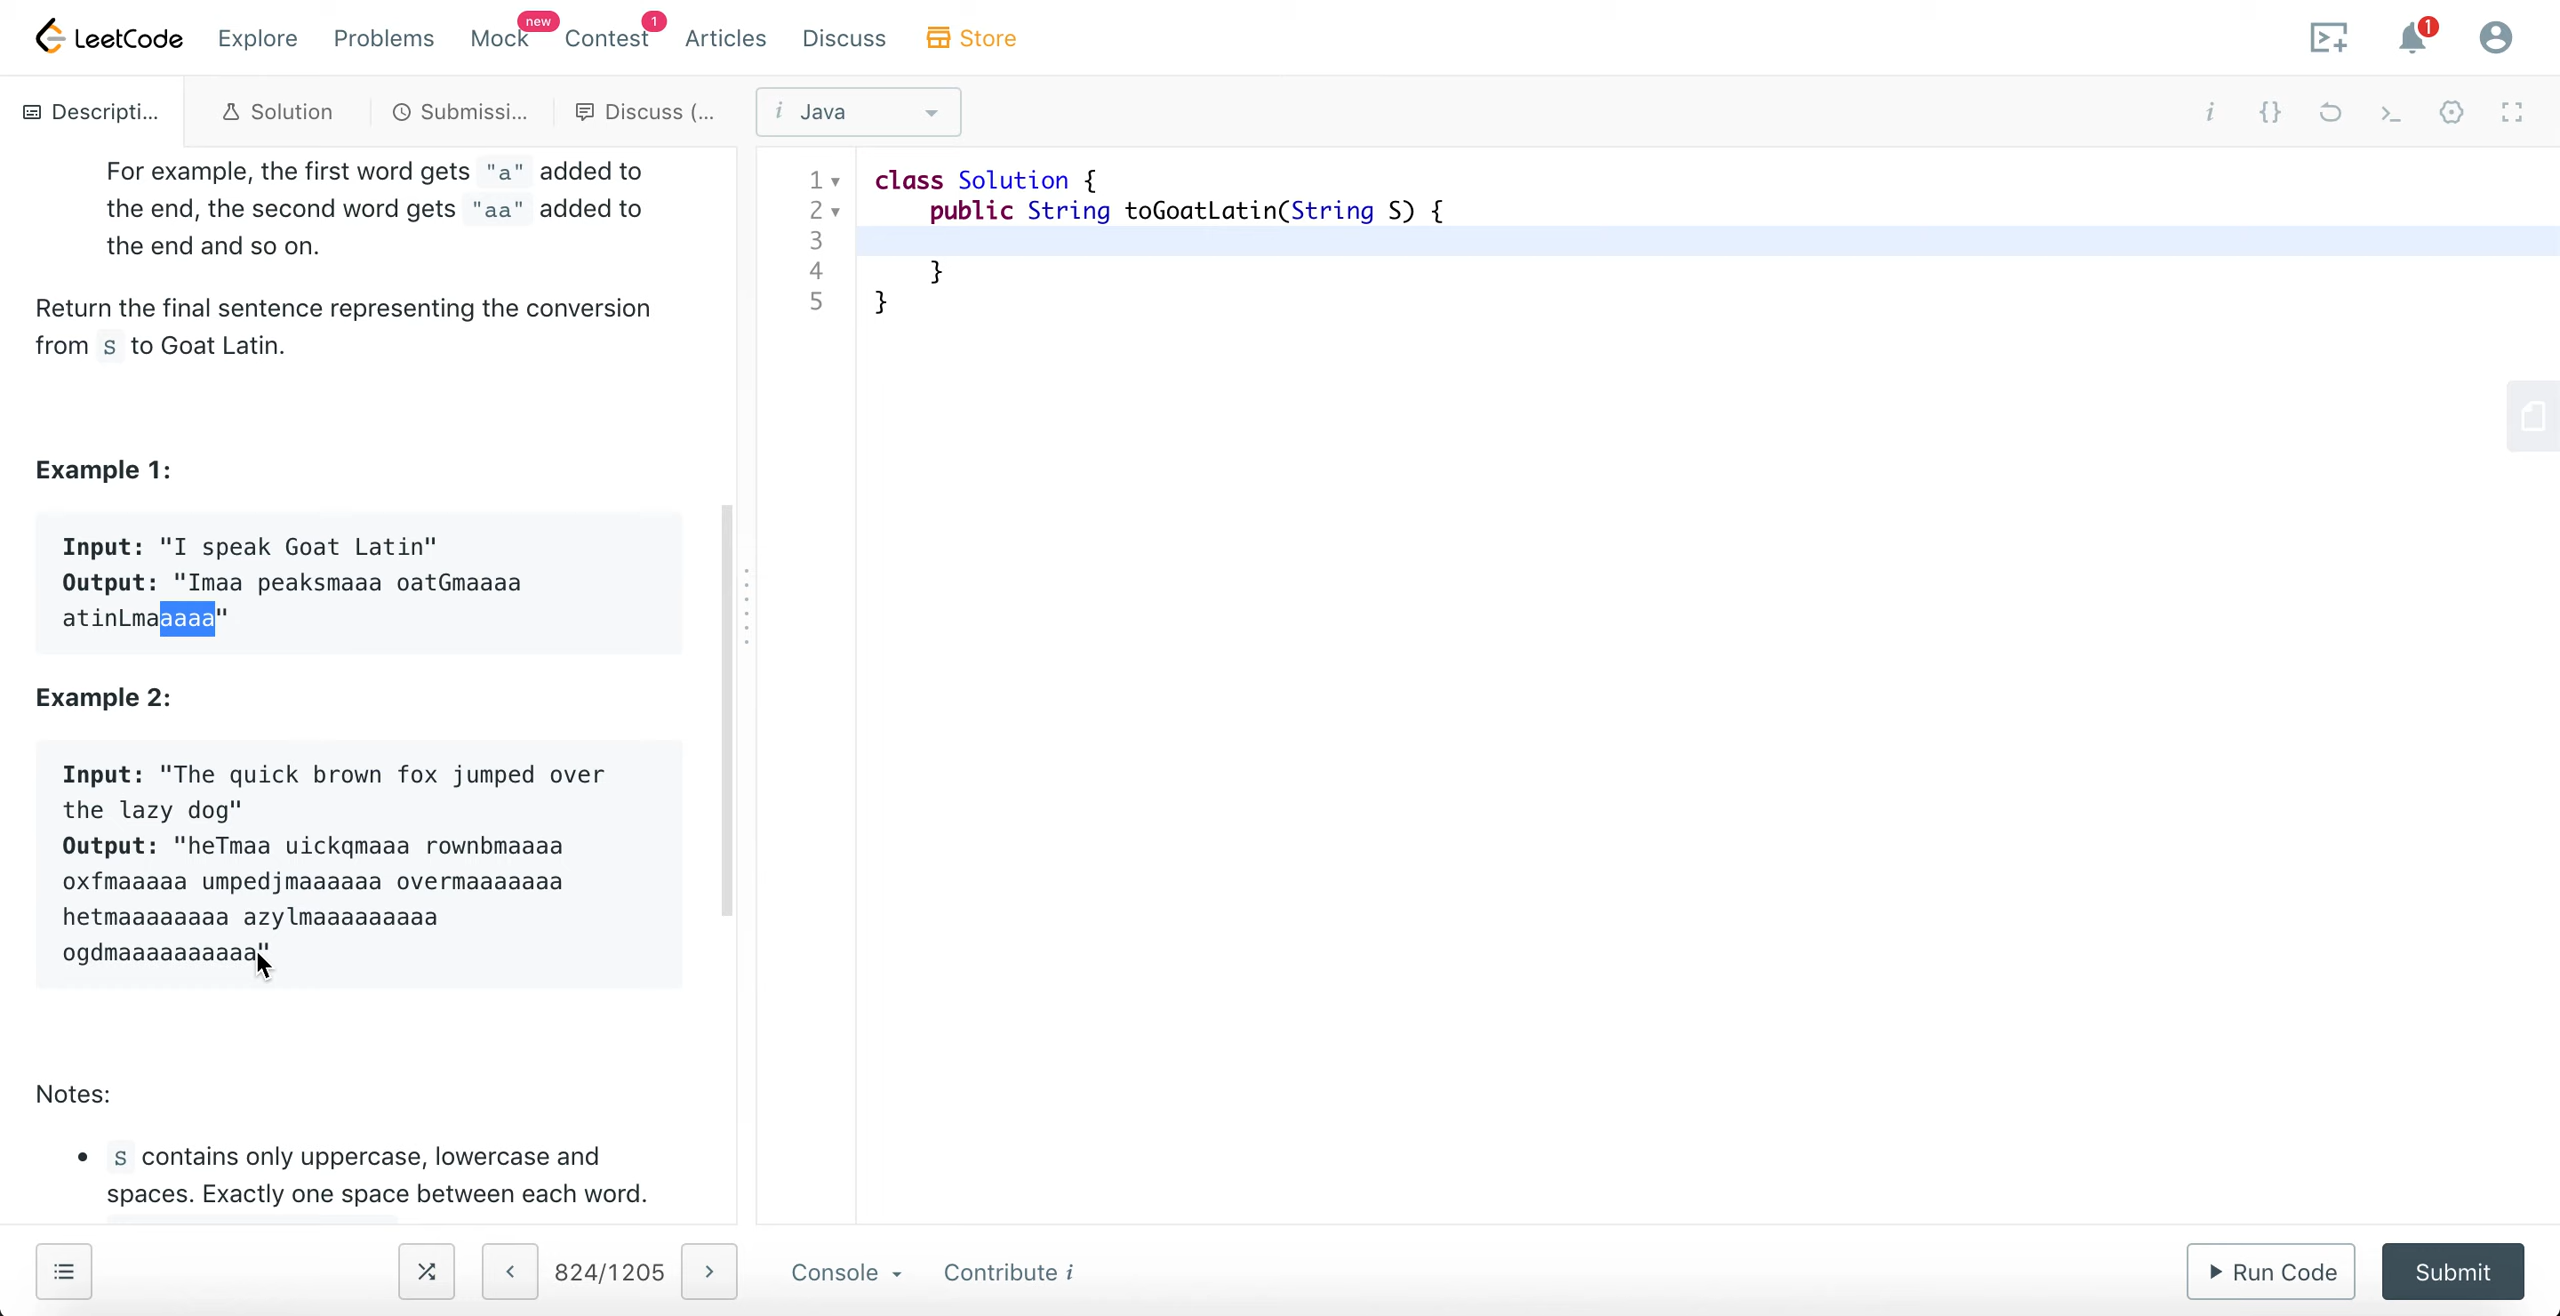 LeetCode Explore Problems Mock new Contest 1 Articles Discuss Store 1
Descripti... Solution Submissi... Discuss (... i Java i {}
For example, the first word gets "a" added to
the end, the second word gets "aa" added to
the end and so on.
Return the final sentence representing the conversion
from S to Goat Latin.
Example 1:
Input: "I speak Goat Latin"
Output: "Imaa peaksmaaa oatGmaaaa
atinLmaaaaa"
Example 2:
Input: "The quick brown fox jumped over
the lazy dog"
Output: "heTmaa uickqmaaa rownbmaaaa
oxfmaaaaa umpedjmaaaaaa overmaaaaaaa
hetmaaaaaaaa azylmaaaaaaaaa
ogdmaaaaaaaaaa"
Notes:
S contains only uppercase, lowercase and
spaces. Exactly one space between each word.
1 class Solution {
2 public String toGoatLatin(String S) {
3
4 }
5 }
824/1205 Console Contribute i Run Code Submit